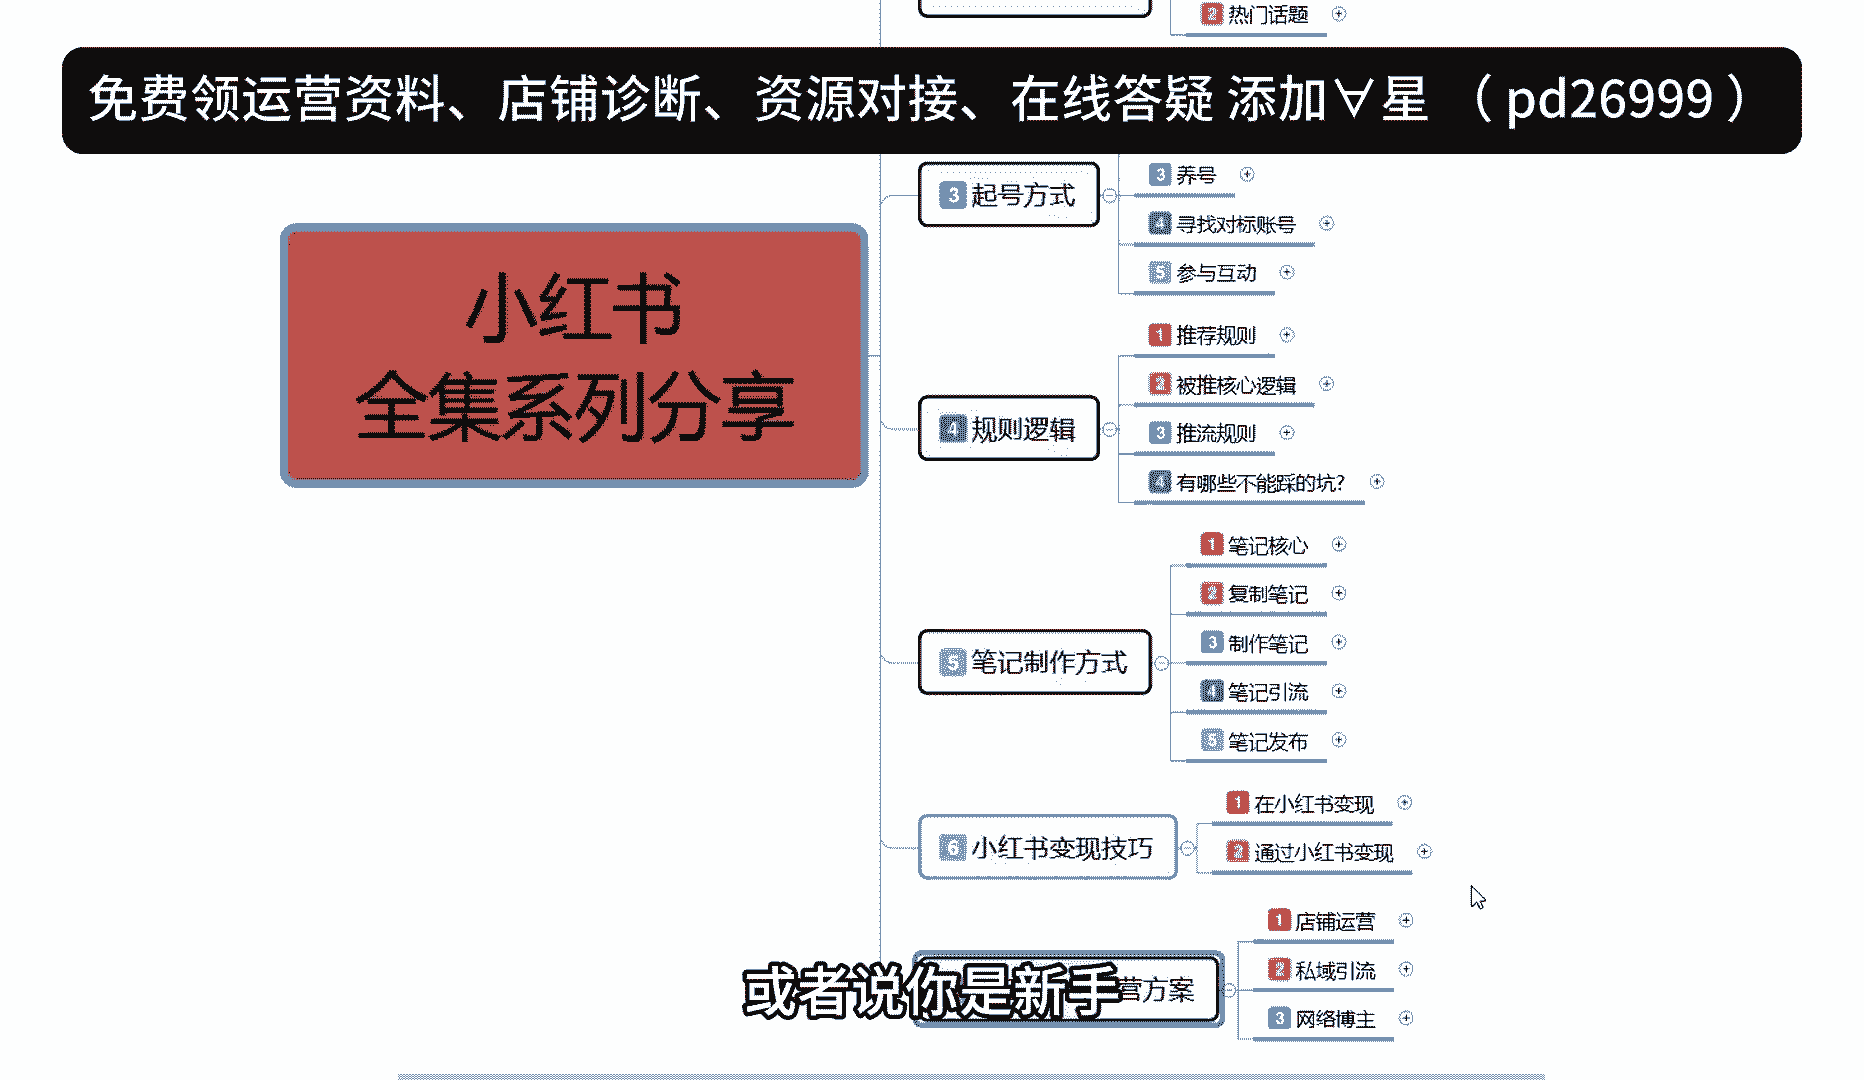 2 热门话题
免费领运营资料、店铺诊断、资源对接、在线答疑 添加∀星 （ pd26999 ）
3 起号方式
3 养号
4 寻找对标账号
5 参与互动
小红书
全集系列分享
4 规则逻辑
1 推荐规则
2 被推核心逻辑
3 推流规则
4 有哪些不能踩的坑?
5 笔记制作方式
1 笔记核心
2 复制笔记
3 制作笔记
4 笔记引流
5 笔记发布
6 小红书变现技巧
1 在小红书变现
2 通过小红书变现
营方案
1 店铺运营
2 私域引流
3 网络博主
或者说你是新手